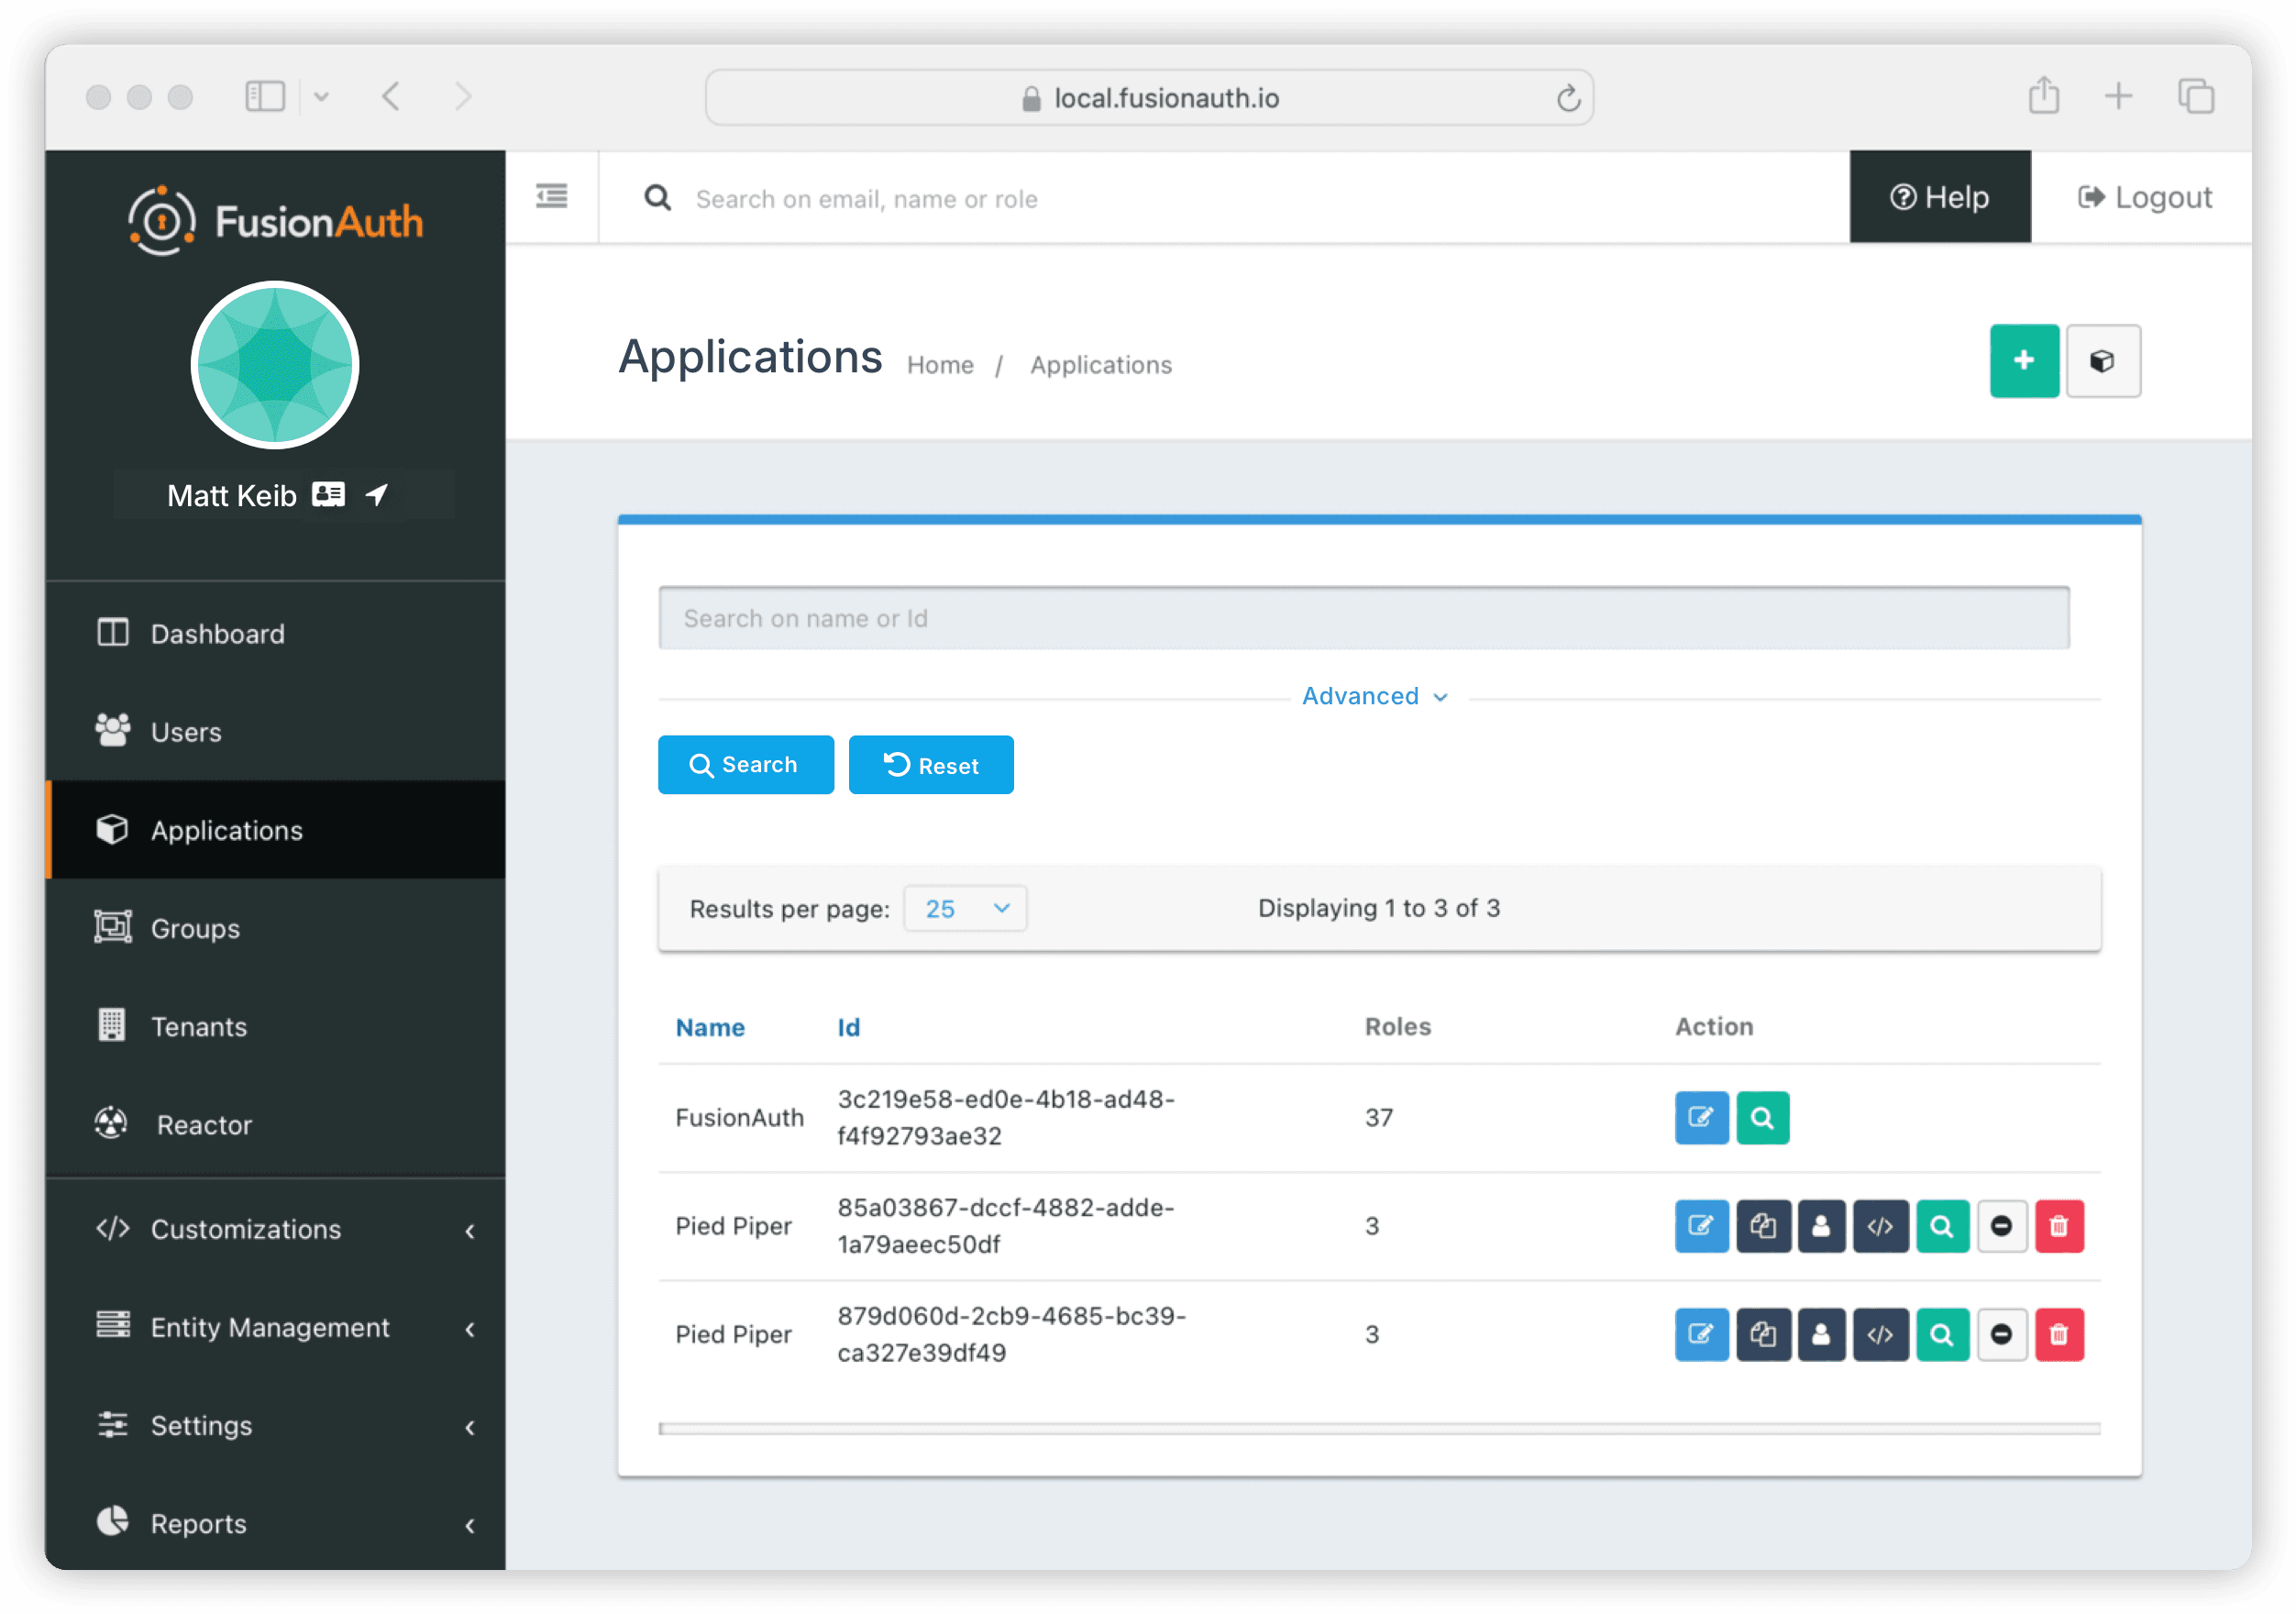 local.fusionauth.io
FusionAuth
Search on email, name or role
Help
Logout
Matt Keib
Dashboard
Users
Applications
Groups
Tenants
Reactor
Customizations
Entity Management
Settings
Reports
Applications Home / Applications
Search on name or Id
Advanced
Search Reset
Results per page: 25 Displaying 1 to 3 of 3
Name Id Roles Action
FusionAuth 3c219e58-ed0e-4b18-ad48- 37
f4f92793ae32
Pied Piper 85a03867-dccf-4882-adde- 3
1a79aeec50df
Pied Piper 879d060d-2cb9-4685-bc39- 3
ca327e39df49